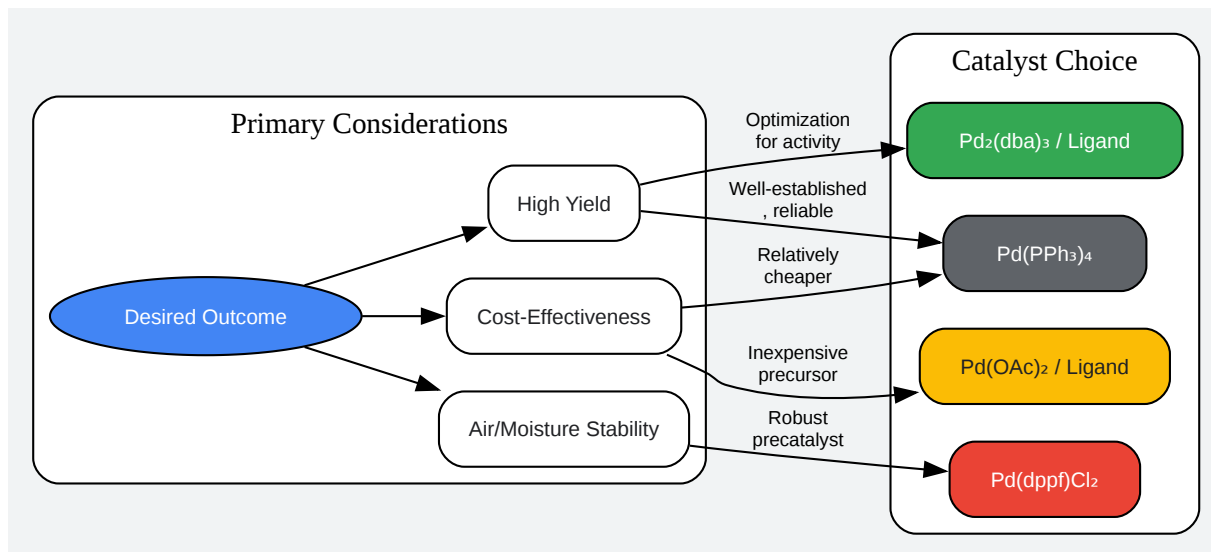 Primary Considerations
Desired Outcome
High Yield
Cost-Effectiveness
Air/Moisture Stability
Optimization
for activity
Well-established
, reliable
Relatively
cheaper
Inexpensive
precursor
Robust
precatalyst
Catalyst Choice
Pd₂(dba)₃ / Ligand
Pd(PPh₃)₄
Pd(OAc)₂ / Ligand
Pd(dppf)Cl₂